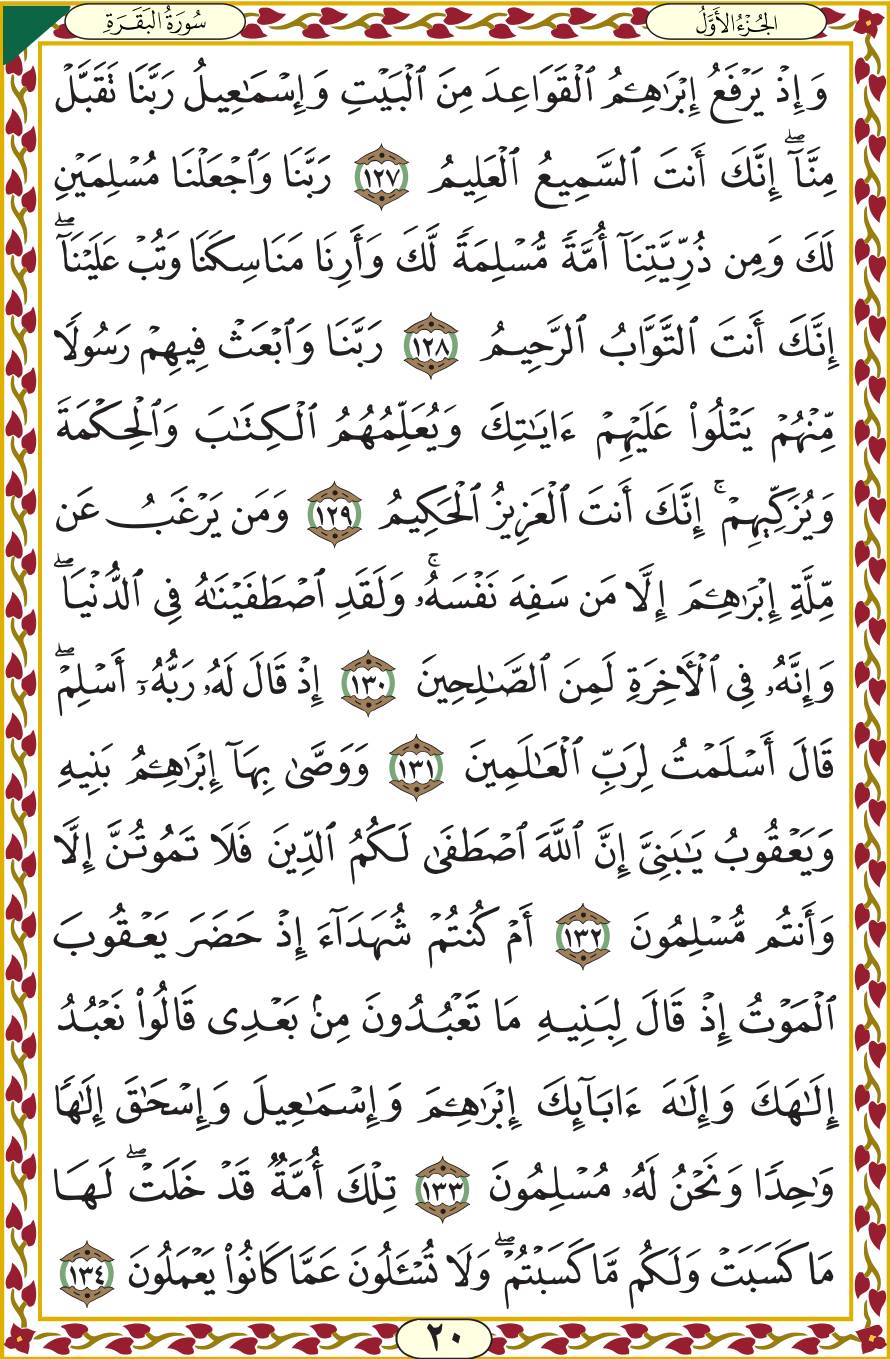 سُورَةُ البَقَرَةِ
الجُزْءُ الأَوَّلُ
وَإِذۡ يَرۡفَعُ إِبۡرَٰهِـۧمُ ٱلۡقَوَاعِدَ مِنَ ٱلۡبَيۡتِ وَإِسۡمَٰعِيلُ رَبَّنَا تَقَبَّلۡ
مِنَّآۖ إِنَّكَ أَنتَ ٱلسَّمِيعُ ٱلۡعَلِيمُ ١٢٧ رَبَّنَا وَٱجۡعَلۡنَا مُسۡلِمَيۡنِ
لَكَ وَمِن ذُرِّيَّتِنَآ أُمَّةٗ مُّسۡلِمَةٗ لَّكَ وَأَرِنَا مَنَاسِكَنَا وَتُبۡ عَلَيۡنَآۖ
إِنَّكَ أَنتَ ٱلتَّوَّابُ ٱلرَّحِيمُ ١٢٨ رَبَّنَا وَٱبۡعَثۡ فِيهِمۡ رَسُولٗا
مِّنۡهُمۡ يَتۡلُواْ عَلَيۡهِمۡ ءَايَٰتِكَ وَيُعَلِّمُهُمُ ٱلۡكِتَٰبَ وَٱلۡحِكۡمَةَ
وَيُزَكِّيهِمۡۚ إِنَّكَ أَنتَ ٱلۡعَزِيزُ ٱلۡحَكِيمُ ١٢٩ وَمَن يَرۡغَبُ عَن
مِّلَّةِ إِبۡرَٰهِـۧمَ إِلَّا مَن سَفِهَ نَفۡسَهُۥۚ وَلَقَدِ ٱصۡطَفَيۡنَٰهُ فِي ٱلدُّنۡيَاۖ
وَإِنَّهُۥ فِي ٱلۡأٓخِرَةِ لَمِنَ ٱلصَّٰلِحِينَ ١٣٠ إِذۡ قَالَ لَهُۥ رَبُّهُۥٓ أَسۡلِمۡۖ
قَالَ أَسۡلَمۡتُ لِرَبِّ ٱلۡعَٰلَمِينَ ١٣١ وَوَصَّىٰ بِهَآ إِبۡرَٰهِـۧمُ بَنِيهِ
وَيَعۡقُوبُ يَٰبَنِيَّ إِنَّ ٱللَّهَ ٱصۡطَفَىٰ لَكُمُ ٱلدِّينَ فَلَا تَمُوتُنَّ إِلَّا
وَأَنتُم مُّسۡلِمُونَ ١٣٢ أَمۡ كُنتُمۡ شُهَدَآءَ إِذۡ حَضَرَ يَعۡقُوبَ
ٱلۡمَوۡتُ إِذۡ قَالَ لِبَنِيهِ مَا تَعۡبُدُونَ مِنۢ بَعۡدِي قَالُواْ نَعۡبُدُ
إِلَٰهَكَ وَإِلَٰهَ ءَابَآئِكَ إِبۡرَٰهِـۧمَ وَإِسۡمَٰعِيلَ وَإِسۡحَٰقَ إِلَٰهٗا
وَٰحِدٗا وَنَحۡنُ لَهُۥ مُسۡلِمُونَ ١٣٣ تِلۡكَ أُمَّةٞ قَدۡ خَلَتۡۖ لَهَا
مَا كَسَبَتۡ وَلَكُم مَّا كَسَبۡتُمۡۖ وَلَا تُسۡـَٔلُونَ عَمَّا كَانُواْ يَعۡمَلُونَ ١٣٤
٢٠